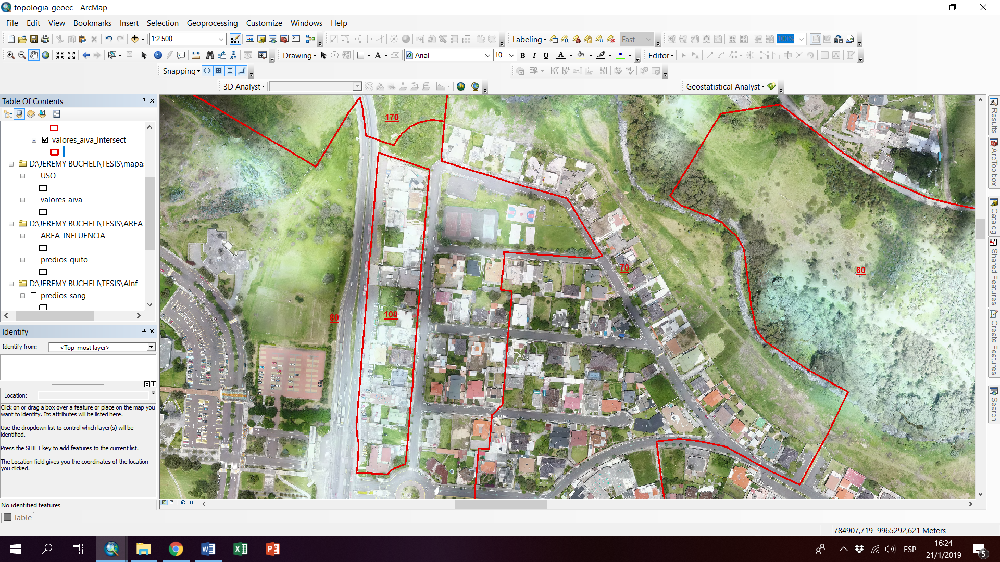 topologia_geoec - ArcMap
File Edit View Bookmarks Insert Selection Geoprocessing Customize Windows Help
1:2.500 Labeling Fast 100%
Drawing Arial 10 B I U A Editor
Snapping
3D Analyst Geostatistical Analyst
Table Of Contents
valores_aiva_Intersect
D:\JEREMY BUCHELI\TESIS\mapas
USO
valores_aiva
D:\JEREMY BUCHELI\TESIS\AREA
AREA_INFLUENCIA
predios_quito
D:\JEREMY BUCHELI\TESIS\AInf
predios_sang
Identify
Identify from: <Top-most layer>
Location:
Click on or drag a box over a feature or place on the map you
want to identify. Its attributes will be listed here.
Use the dropdown list to control which layer(s) will be
identified.
Press the SHIFT key to add features to the current list.
The Location field gives you the coordinates of the location
you clicked.
No identified features
Table
170
70
60
80
100
Results
ArcToolbox
Catalog
Shared Features
Create Features
Search
784907,719 9965292,621 Meters
ESP
16:24
21/1/2019
5